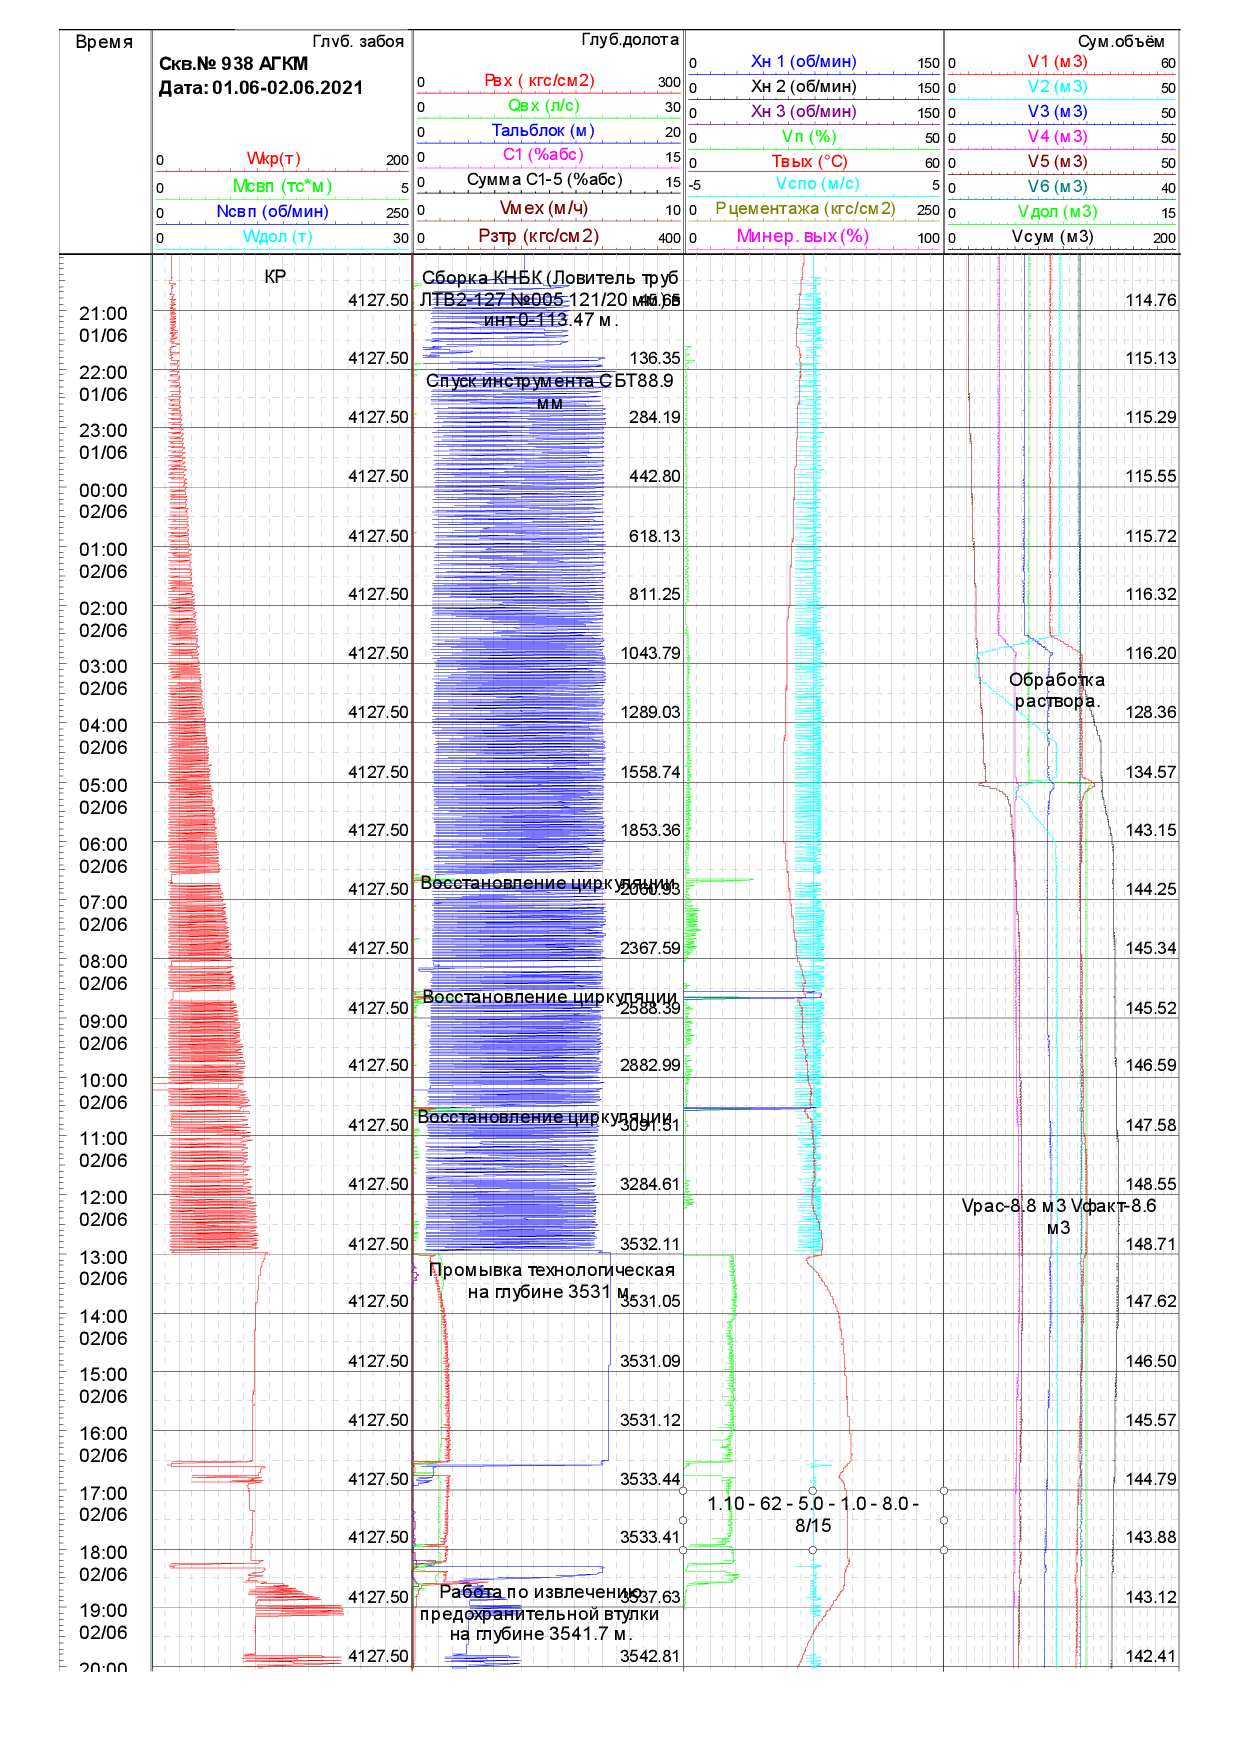 Время
Глуб. забоя
Глуб.долота
Сум.объём
Скв.№ 938 АГКМ
Дата: 01.06-02.06.2021
0 Wкр(т) 200
0 Мсвп (тс*м) 5
0 Nсвп (об/мин) 250
0 Wдол (т) 30
0 Рвх ( кгс/см2) 300
0 Qвх (л/с) 30
0 Тальблок (м) 20
0 С1 (%абс) 15
0 Сумма С1-5 (%абс) 15
0 Vмех (м/ч) 10
0 Рзтр (кгс/см2) 400
0 Хн 1 (об/мин) 150
0 Хн 2 (об/мин) 150
0 Хн 3 (об/мин) 150
0 Vп (%) 50
0 Твых (°С) 60
-5 Vспо (м/с) 5
0 Р цементажа (кгс/см2) 250
0 Минер. вых (%) 100
0 V1 (м3) 60
0 V2 (м3) 50
0 V3 (м3) 50
0 V4 (м3) 50
0 V5 (м3) 50
0 V6 (м3) 40
0 Vдол (м3) 15
0 Vсум (м3) 200
КР
Сборка КНБК (Ловитель труб
ЛТВ2-127 №005 121/20 мм) в
инт 0-113.47 м.
4127.50 114.76
21:00
01/06
4127.50 136.35 115.13
22:00
01/06
Спуск инструмента СБТ88.9
мм
4127.50 284.19 115.29
23:00
01/06
4127.50 442.80 115.55
00:00
02/06
4127.50 618.13 115.72
01:00
02/06
4127.50 811.25 116.32
02:00
02/06
4127.50 1043.79 116.20
03:00
02/06
Обработка
раствора.
4127.50 1289.03 128.36
04:00
02/06
4127.50 1558.74 134.57
05:00
02/06
4127.50 1853.36 143.15
06:00
02/06
Восстановление циркуляции
4127.50 2060.93 144.25
07:00
02/06
4127.50 2367.59 145.34
08:00
02/06
Восстановление циркуляции
4127.50 2588.39 145.52
09:00
02/06
4127.50 2882.99 146.59
10:00
02/06
Восстановление циркуляции
4127.50 3091.51 147.58
11:00
02/06
4127.50 3284.61 148.55
12:00
02/06
Vрас-8.8 м3 Vфакт-8.6
м3
4127.50 3532.11 148.71
13:00
02/06
Промывка технологическая
на глубине 3531 м.
4127.50 3531.05 147.62
14:00
02/06
4127.50 3531.09 146.50
15:00
02/06
4127.50 3531.12 145.57
16:00
02/06
4127.50 3533.44 144.79
17:00
02/06
1.10 - 62 - 5.0 - 1.0 - 8.0 -
8/15
4127.50 3533.41 143.88
18:00
02/06
Работа по извлечению
предохранительной втулки
на глубине 3541.7 м.
4127.50 3537.63 143.12
19:00
02/06
4127.50 3542.81 142.41
20:00